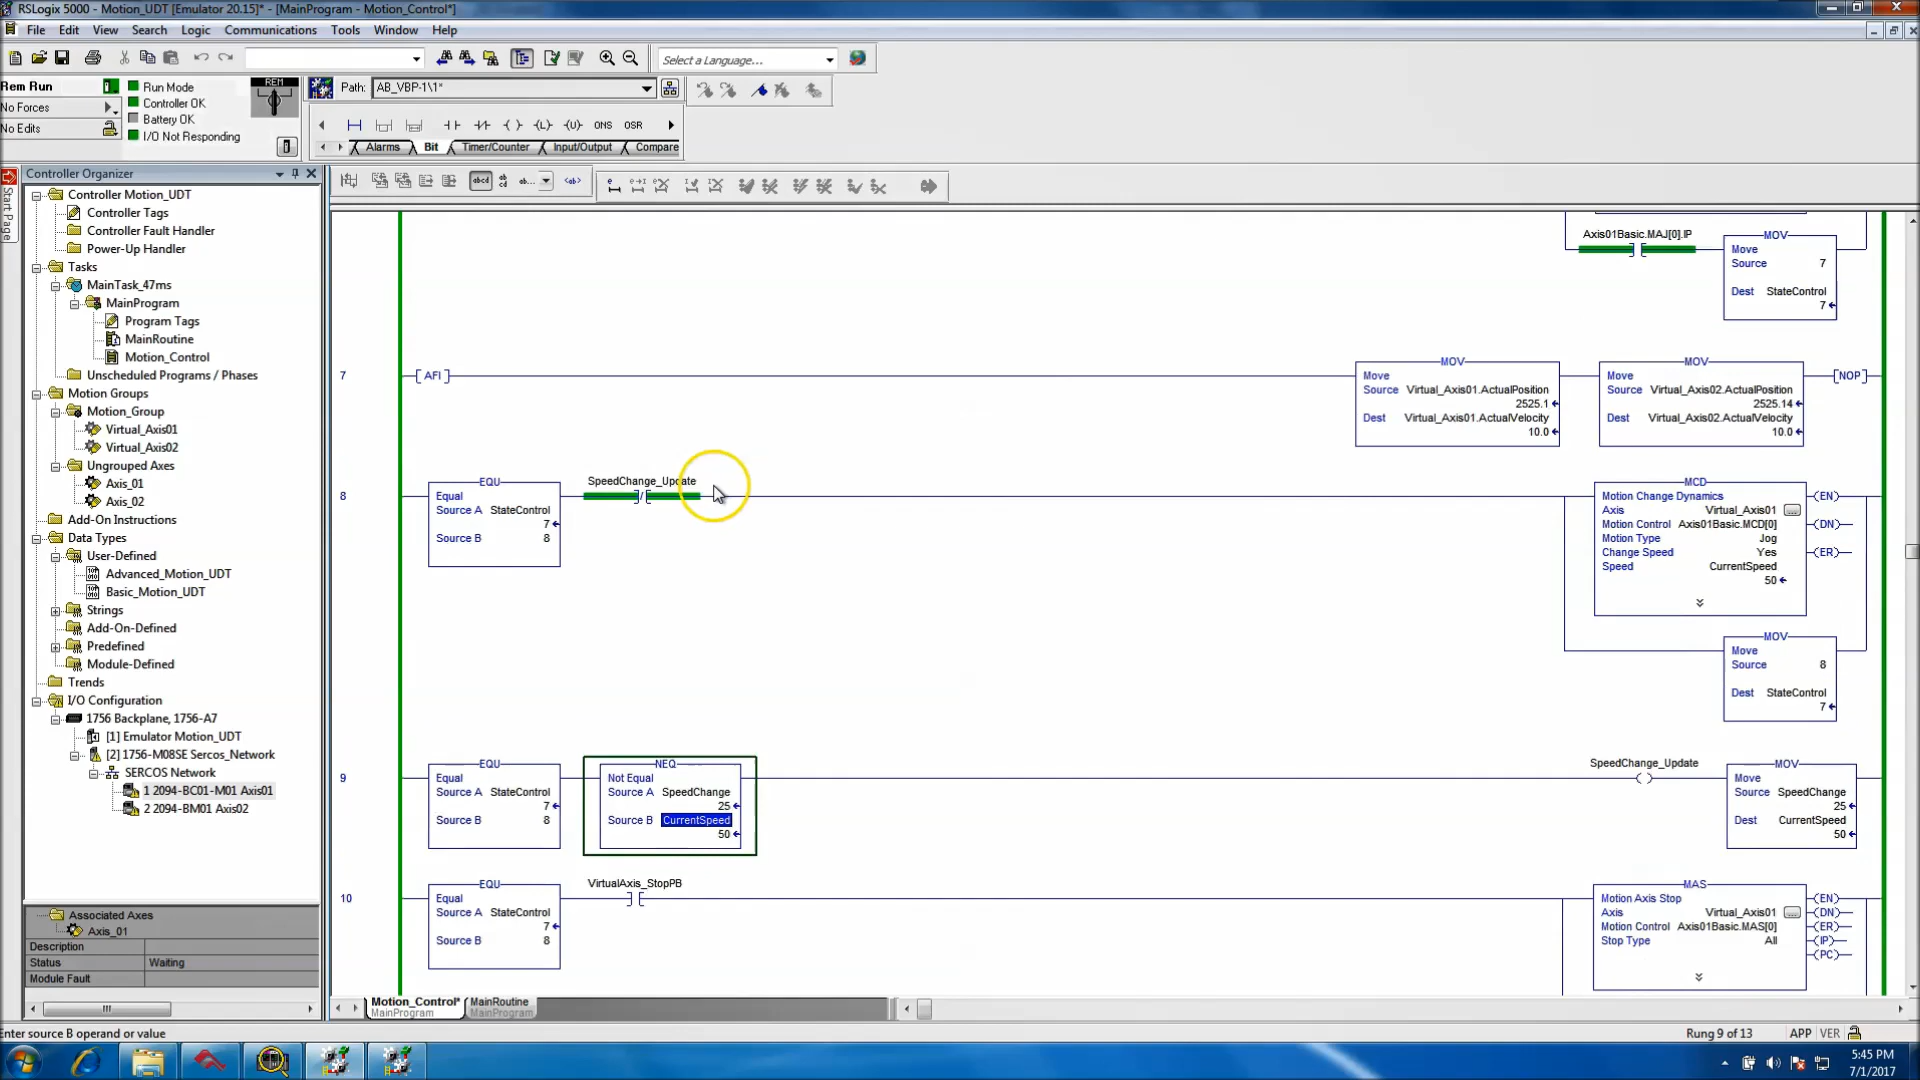 RSLogix 5000 - Motion_UDT [Emulator 20.15]* - [MainProgram - Motion_Control*]
File Edit View Search Logic Communications Tools Window Help
Select a Language...
Rem Run
No Forces
No Edits
Run Mode
Controller OK
Battery OK
I/O Not Responding
REM
Path: AB_VBP-1\1*
ONS OSR
Alarms Bit Timer/Counter Input/Output Compare
Start Page
Controller Organizer
Controller Motion_UDT
Controller Tags
Controller Fault Handler
Power-Up Handler
Tasks
MainTask_47ms
MainProgram
Program Tags
MainRoutine
Motion_Control
Unscheduled Programs / Phases
Motion Groups
Motion_Group
Virtual_Axis01
Virtual_Axis02
Ungrouped Axes
Axis_01
Axis_02
Add-On Instructions
Data Types
User-Defined
Advanced_Motion_UDT
Basic_Motion_UDT
Strings
Add-On-Defined
Predefined
Module-Defined
Trends
I/O Configuration
1756 Backplane, 1756-A7
[1] Emulator Motion_UDT
[2] 1756-M08SE Sercos_Network
SERCOS Network
1 2094-BC01-M01 Axis01
2 2094-BM01 Axis02
Associated Axes
Axis_01
Description
Status Waiting
Module Fault
Axis01Basic.MAJ[0].IP
MOV
Move
Source 7
Dest StateControl
7
7
AFI
MOV
Move
Source Virtual_Axis01.ActualPosition
2525.1
Dest Virtual_Axis01.ActualVelocity
10.0
MOV
Move
Source Virtual_Axis02.ActualPosition
2525.14
Dest Virtual_Axis02.ActualVelocity
10.0
NOP
8
EQU
Equal
Source A StateControl
7
Source B 8
SpeedChange_Update
MCD
Motion Change Dynamics
Axis Virtual_Axis01
Motion Control Axis01Basic.MCD[0]
Motion Type Jog
Change Speed Yes
Speed CurrentSpeed
50
EN
DN
ER
MOV
Move
Source 8
Dest StateControl
7
9
EQU
Equal
Source A StateControl
7
Source B 8
NEQ
Not Equal
Source A SpeedChange
25
Source B CurrentSpeed
50
SpeedChange_Update
MOV
Move
Source SpeedChange
25
Dest CurrentSpeed
50
10
EQU
Equal
Source A StateControl
7
Source B 8
VirtualAxis_StopPB
MAS
Motion Axis Stop
Axis Virtual_Axis01
Motion Control Axis01Basic.MAS[0]
Stop Type All
EN
DN
ER
IP
PC
Motion_Control*
MainProgram
MainRoutine
MainProgram
Enter source B operand or value
Rung 9 of 13 APP VER
5:45 PM
7/1/2017